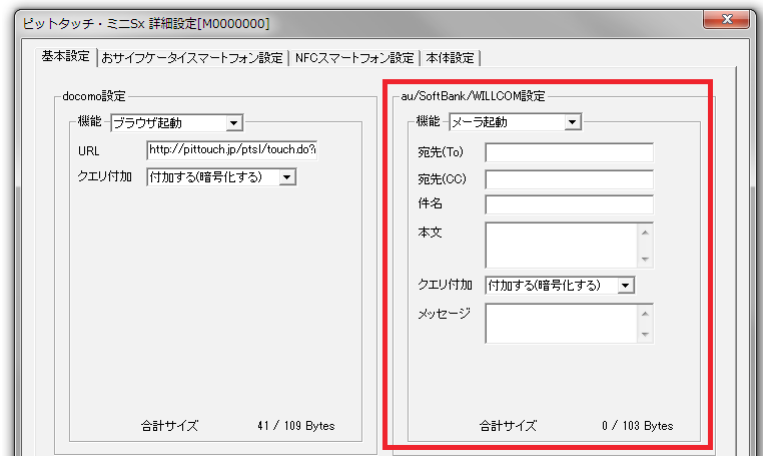 ピットタッチ・ミニSx 詳細設定[M0000000]
基本設定 おサイフケータイスマートフォン設定 NFCスマートフォン設定 本体設定
docomo設定
機能 ブラウザ起動
URL http://pittouch.jp/ptsl/touch.do?i
クエリ付加 付加する(暗号化する)
合計サイズ 41 / 109 Bytes
au/SoftBank/WILLCOM設定
機能 メーラ起動
宛先(To)
宛先(CC)
件名
本文
クエリ付加 付加する(暗号化する)
メッセージ
合計サイズ 0 / 103 Bytes